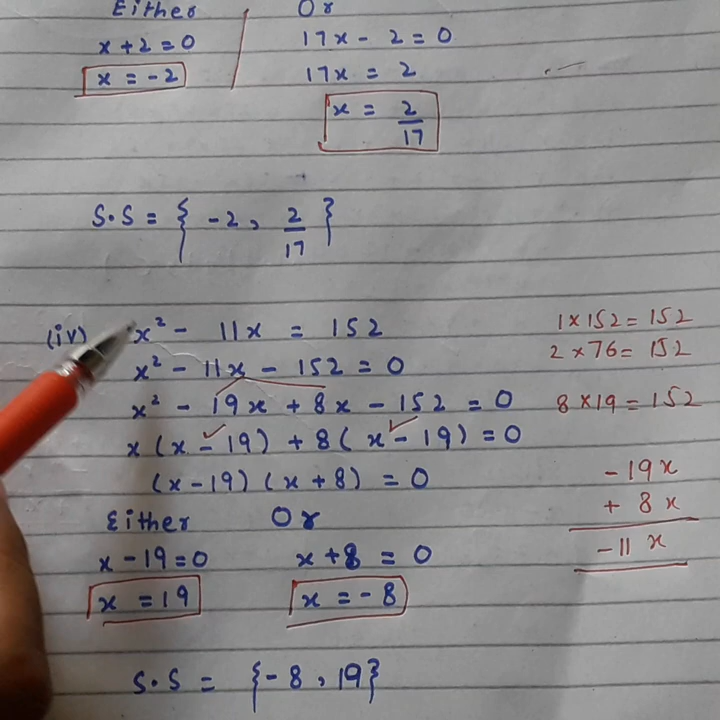 Either Or
x + 2 = 0 17x - 2 = 0
x = -2 17x = 2
x = 2/17
S.S = { -2, 2/17 }
(iv) x² - 11x = 152
x² - 11x - 152 = 0
x² - 19x + 8x - 152 = 0
x (x - 19) + 8 (x - 19) = 0
(x - 19) (x + 8) = 0
Either Or
x - 19 = 0 x + 8 = 0
x = 19 x = -8
S.S = {-8, 19}
1 x 152 = 152
2 x 76 = 152
8 x 19 = 152
- 19x
+ 8x
-11 x